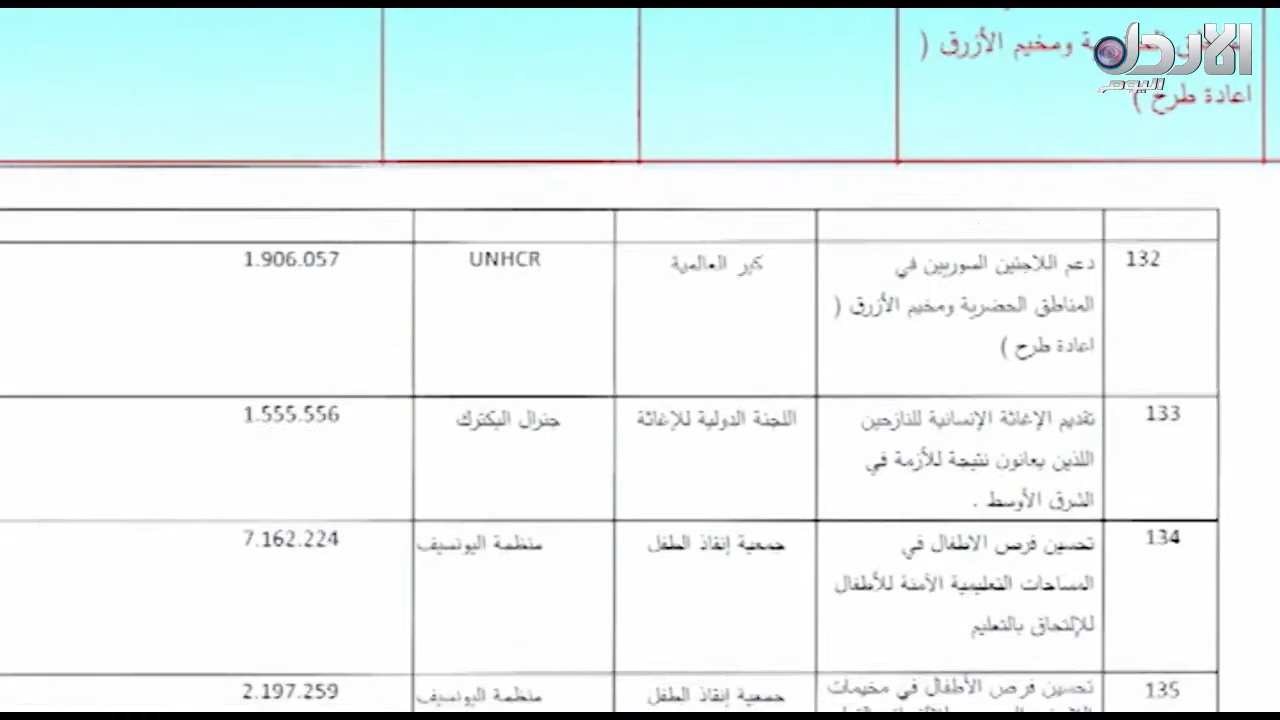 الأردن
اليوم
ومخيم الأزرق (
اعادة طرح )
132
دعم اللاجئين السوريين في
المناطق الحضرية ومخيم الأزرق (
اعادة طرح )
كير العالمية
UNHCR
1.906.057
133
تقديم الإغاثة الإنسانية للنازحين
اللذين يعانون نتيجة للأزمة في
الشرق الأوسط .
اللجنة الدولية للإغاثة
جنرال اليكترك
1.555.556
134
تحسين فرص الاطفال في
المساحات التعليمية الآمنة للأطفال
للإلتحاق بالتعليم
جمعية إنقاذ الطفل
منظمة اليونسيف
7.162.224
135
تحسين فرص الأطفال في مخيمات
جمعية إنقاذ الطفل
منظمة اليونسيف
2.197.259